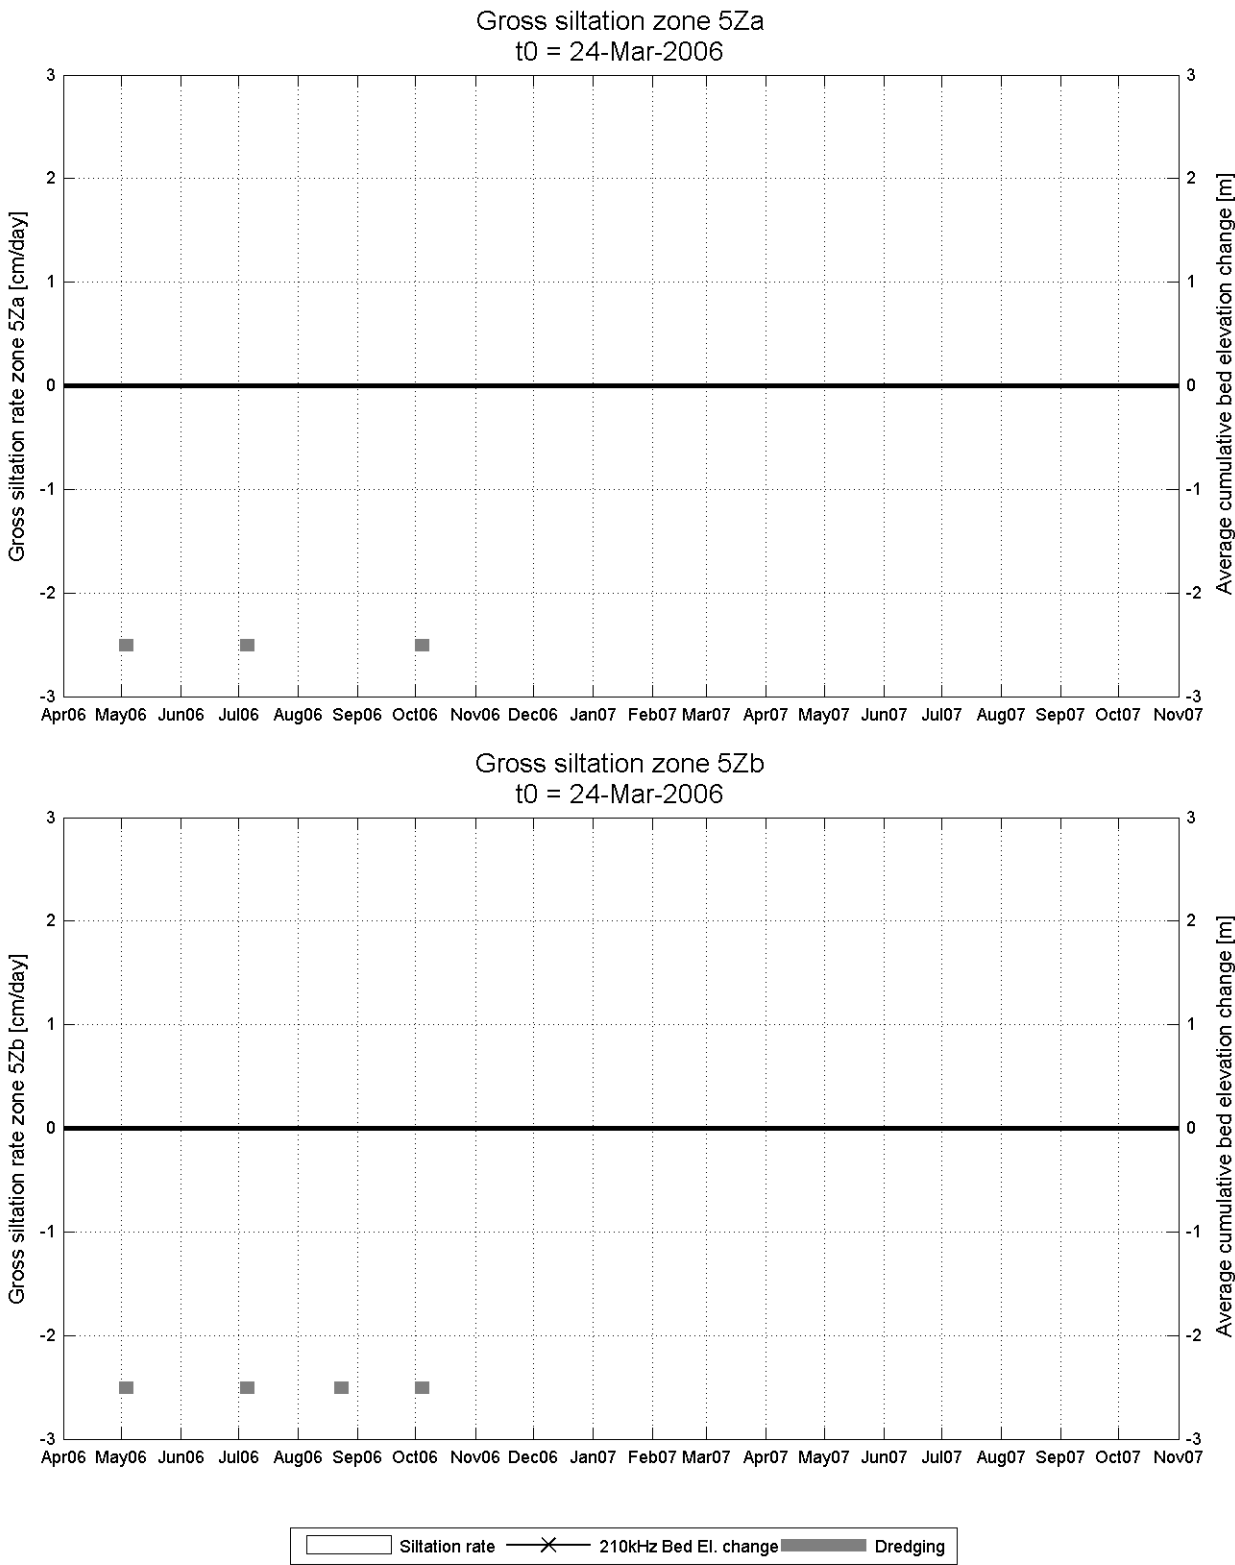 Gross siltation zone 5Za
t0 = 24-Mar-2006
3
2
1
0
-1
-2
-3
3
2
1
0
-1
-2
-3
Gross siltation rate zone 5Za [cm/day]
Average cumulative bed elevation change [m]
Apr06 May06 Jun06 Jul06 Aug06 Sep06 Oct06 Nov06 Dec06 Jan07 Feb07 Mar07 Apr07 May07 Jun07 Jul07 Aug07 Sep07 Oct07 Nov07
Gross siltation zone 5Zb
t0 = 24-Mar-2006
3
2
1
0
-1
-2
-3
3
2
1
0
-1
-2
-3
Gross siltation rate zone 5Zb [cm/day]
Average cumulative bed elevation change [m]
Apr06 May06 Jun06 Jul06 Aug06 Sep06 Oct06 Nov06 Dec06 Jan07 Feb07 Mar07 Apr07 May07 Jun07 Jul07 Aug07 Sep07 Oct07 Nov07
Siltation rate 210kHz Bed El. change Dredging